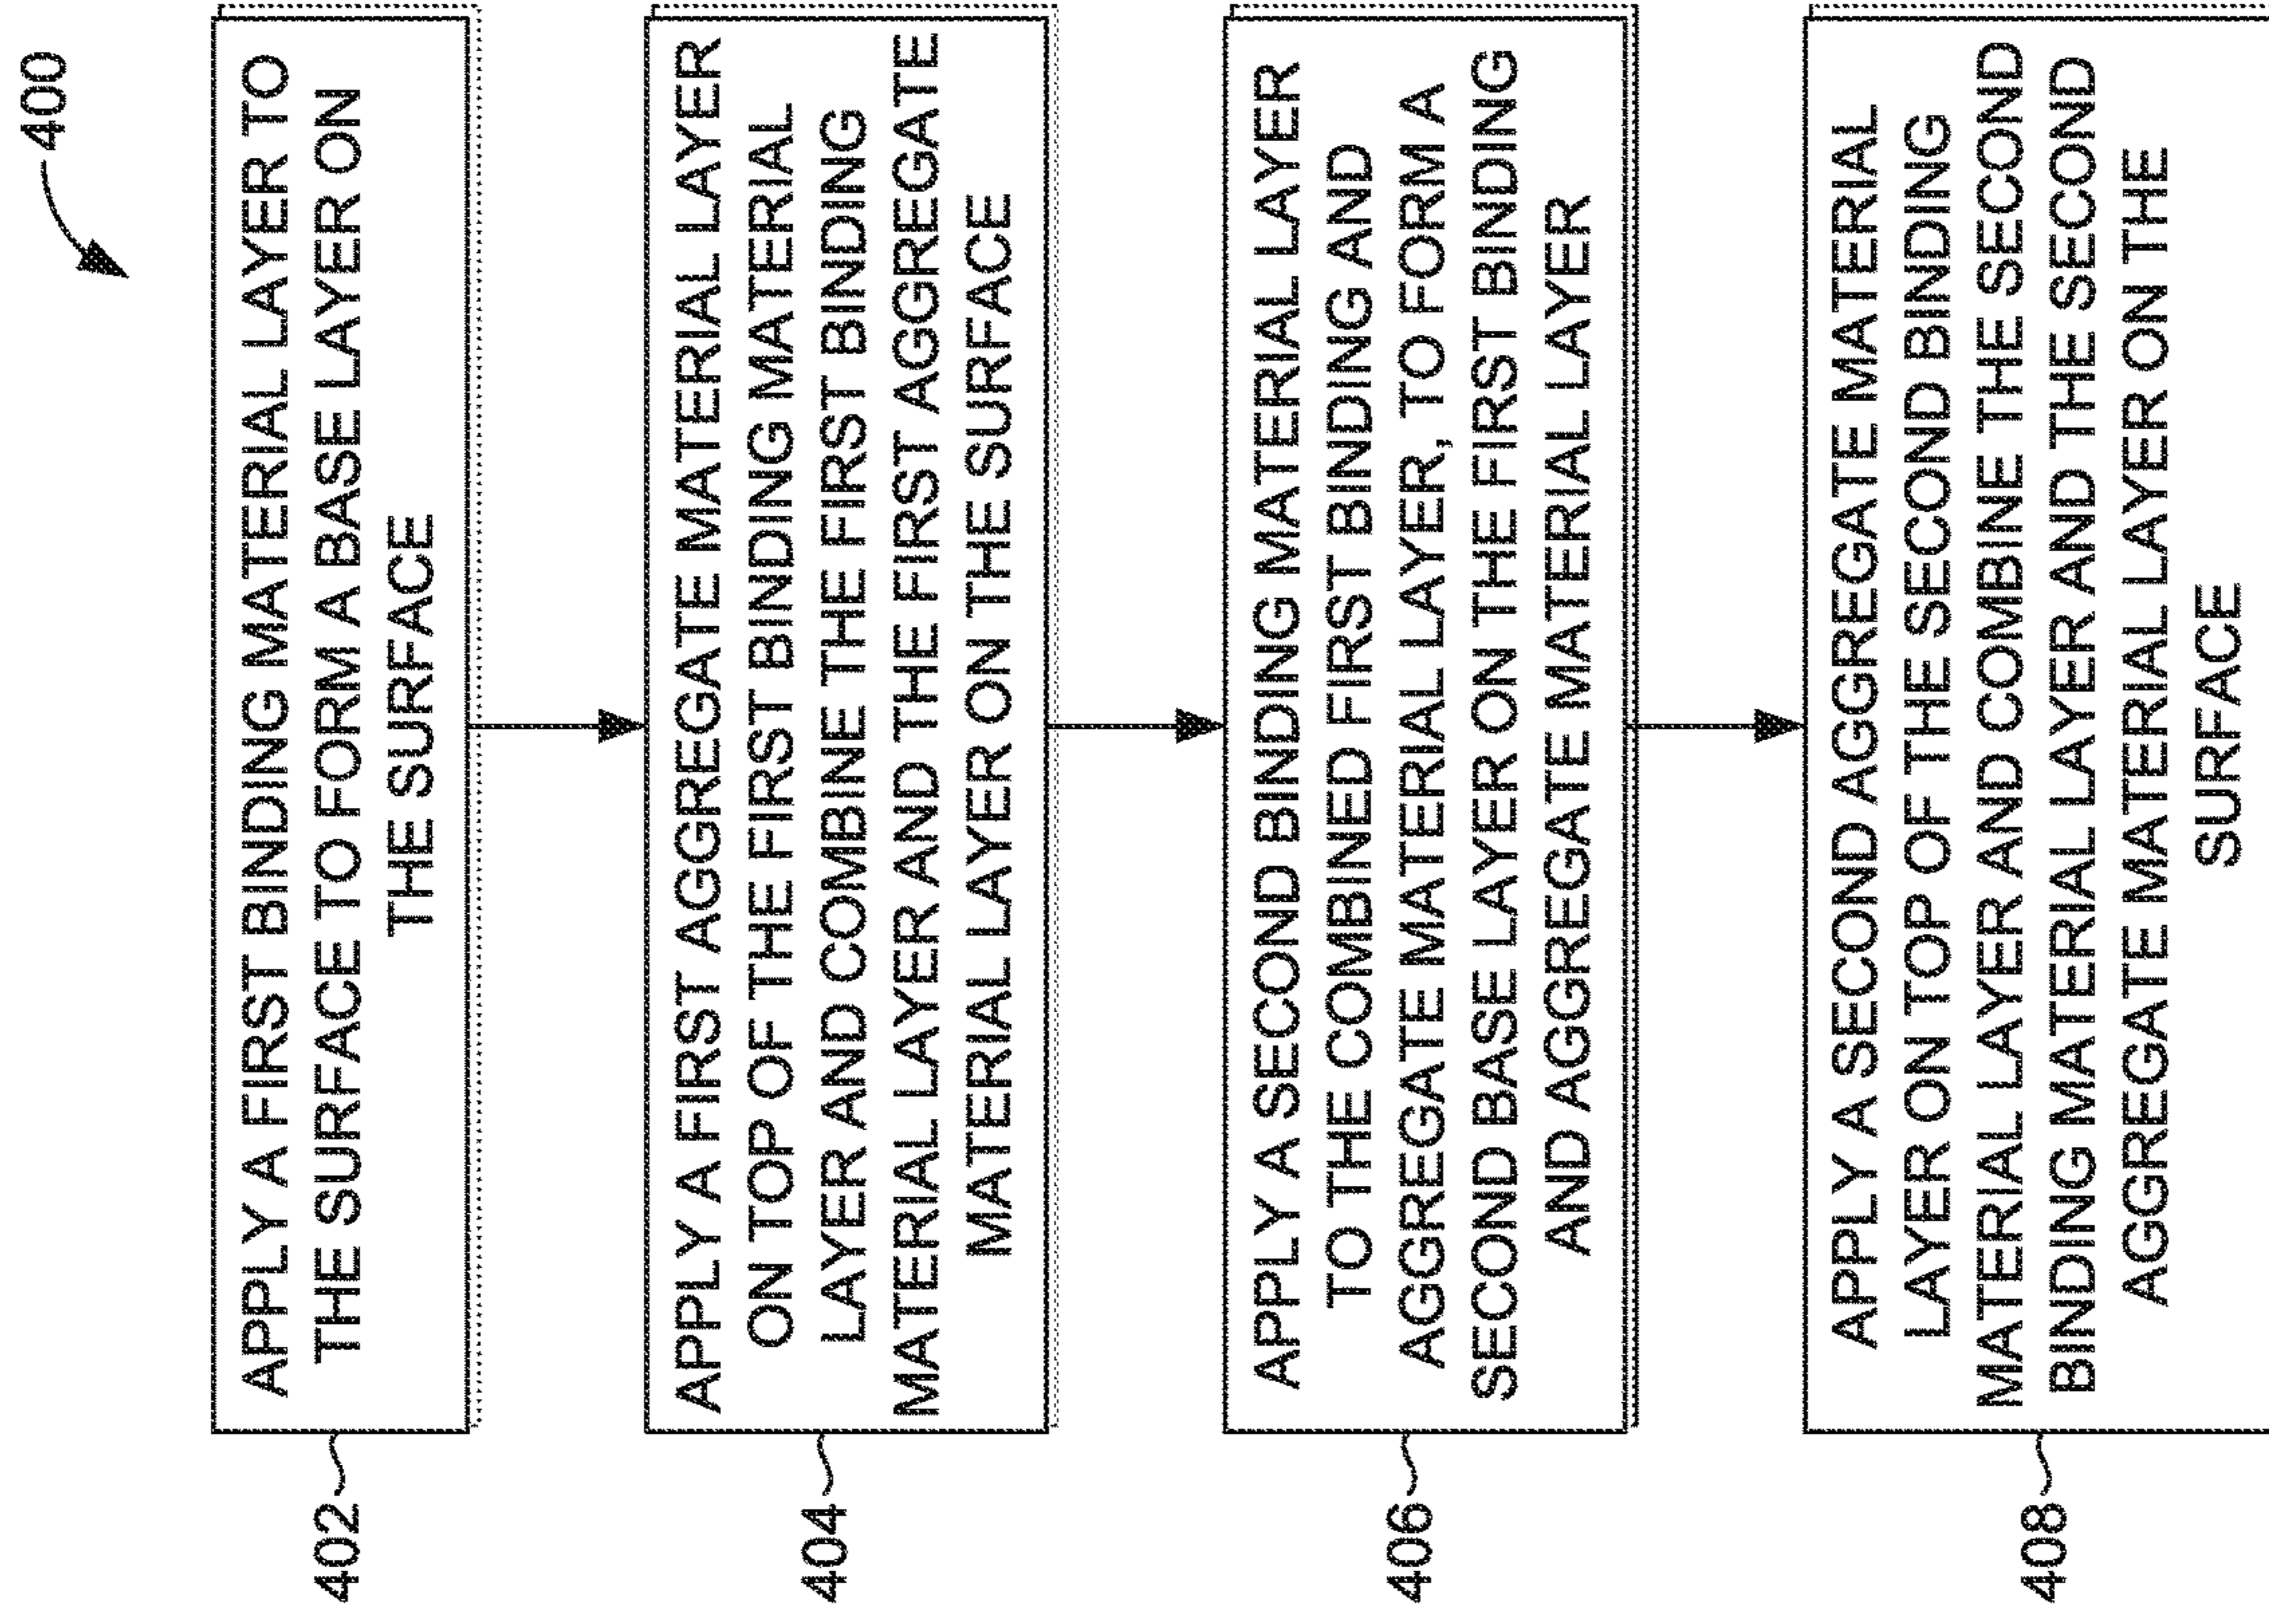 400
402
APPLY A FIRST BINDING MATERIAL LAYER TO
THE SURFACE TO FORM A BASE LAYER ON
THE SURFACE
404
APPLY A FIRST AGGREGATE MATERIAL LAYER
ON TOP OF THE FIRST BINDING MATERIAL
LAYER AND COMBINE THE FIRST BINDING
MATERIAL LAYER AND THE FIRST AGGREGATE
MATERIAL LAYER ON THE SURFACE
406
APPLY A SECOND BINDING MATERIAL LAYER
TO THE COMBINED FIRST BINDING AND
AGGREGATE MATERIAL LAYER, TO FORM A
SECOND BASE LAYER ON THE FIRST BINDING
AND AGGREGATE MATERIAL LAYER
408
APPLY A SECOND AGGREGATE MATERIAL
LAYER ON TOP OF THE SECOND BINDING
MATERIAL LAYER AND COMBINE THE SECOND
BINDING MATERIAL LAYER AND THE SECOND
AGGREGATE MATERIAL LAYER ON THE
SURFACE